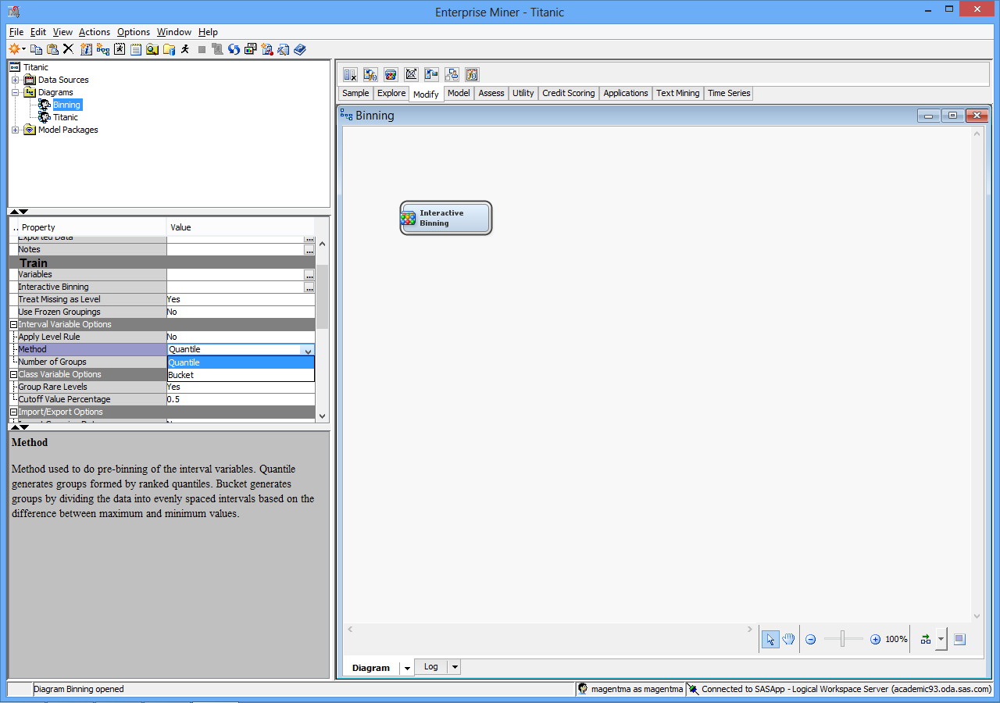 Enterprise Miner - Titanic
File Edit View Actions Options Window Help
Titanic
Data Sources
Diagrams
Binning
Titanic
Model Packages
Sample Explore Modify Model Assess Utility Credit Scoring Applications Text Mining Time Series
Binning
Interactive
Binning
.. Property Value
Exported Data ...
Notes ...
Train
Variables ...
Interactive Binning ...
Treat Missing as Level Yes
Use Frozen Groupings No
Interval Variable Options
Apply Level Rule No
Method Quantile
Number of Groups Quantile
Class Variable Options Bucket
Group Rare Levels Yes
Cutoff Value Percentage 0.5
Import/Export Options
Method
Method used to do pre-binning of the interval variables. Quantile
generates groups formed by ranked quantiles. Bucket generates
groups by dividing the data into evenly spaced intervals based on the
difference between maximum and minimum values.
100%
Diagram Log
Diagram Binning opened
magentma as magentma
Connected to SASApp - Logical Workspace Server (academic93.oda.sas.com)